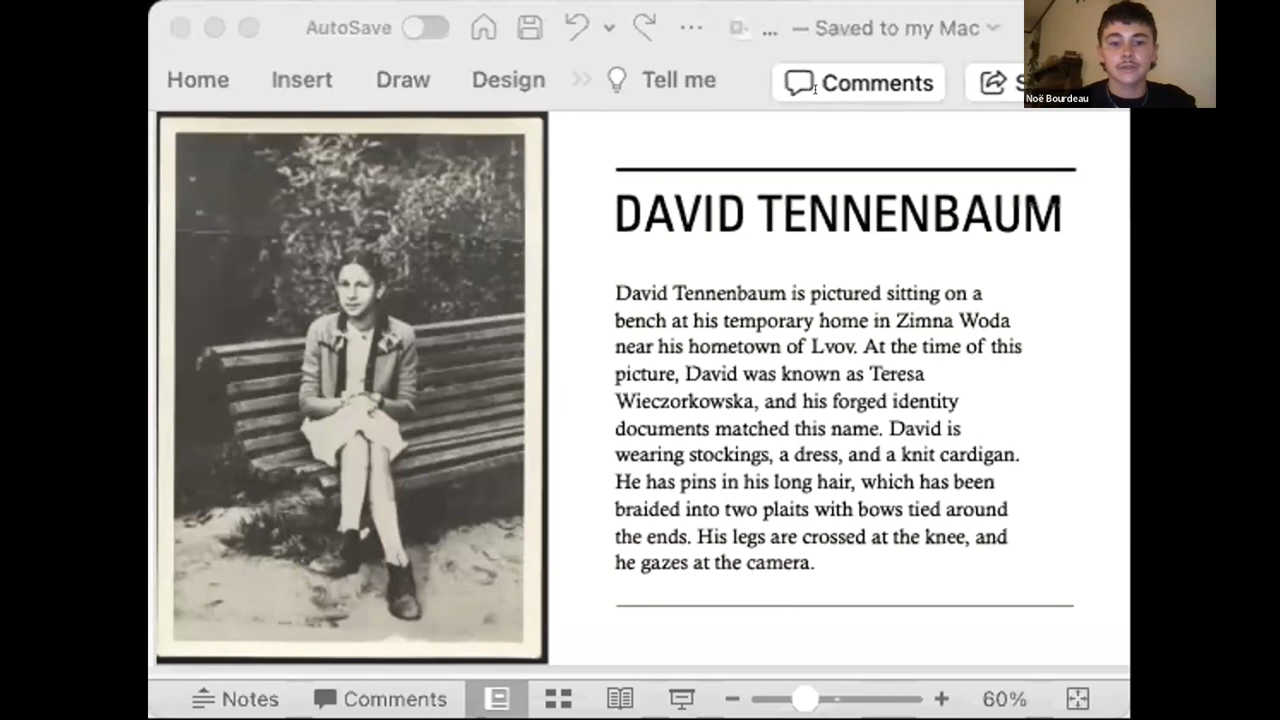 AutoSave
... — Saved to my Mac
Home Insert Draw Design Tell me Comments S
Noë Bourdeau
DAVID TENNENBAUM
David Tennenbaum is pictured sitting on a
bench at his temporary home in Zimna Woda
near his hometown of Lvov. At the time of this
picture, David was known as Teresa
Wieczorkowska, and his forged identity
documents matched this name. David is
wearing stockings, a dress, and a knit cardigan.
He has pins in his long hair, which has been
braided into two plaits with bows tied around
the ends. His legs are crossed at the knee, and
he gazes at the camera.
Notes Comments 60%